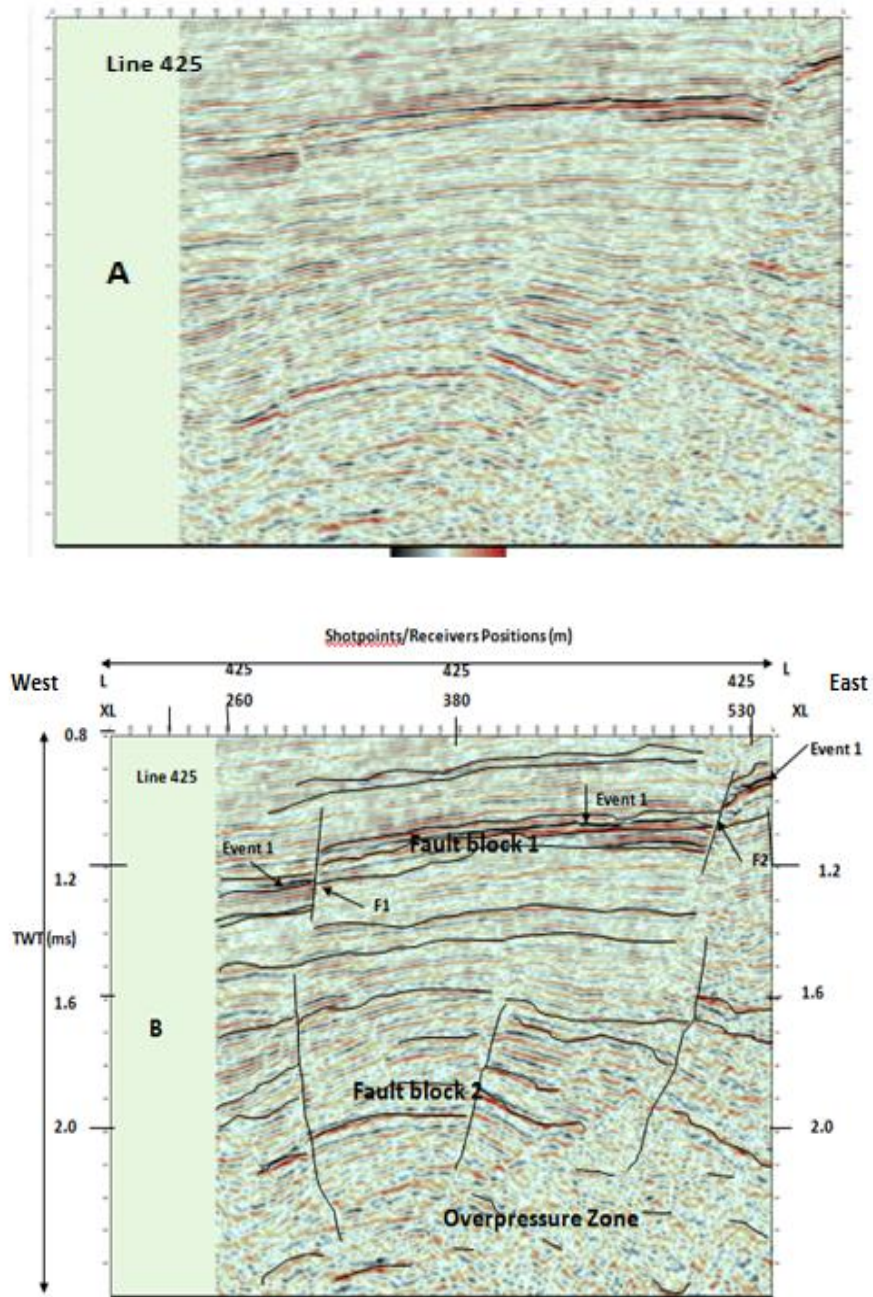 Line 425
A
Shotpoints/Receivers Positions (m)
West L 425 425 425 L East
XL 260 380 530 XL
0.8
Line 425
Event 1
Event 1
Event 1
Fault block 1
F2
1.2 1.2
F1
TWT (ms)
1.6 1.6
B
Fault block 2
2.0 2.0
Overpressure Zone